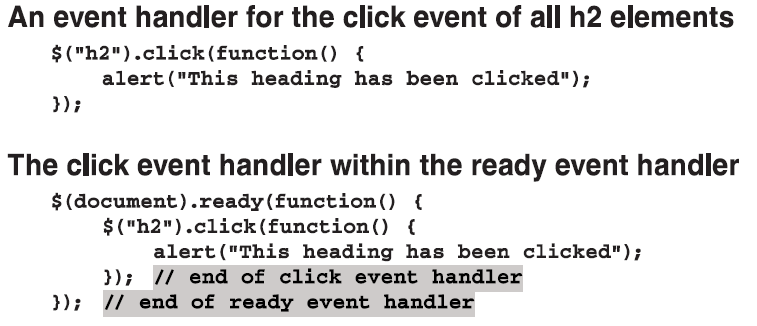 An event handler for the click event of all h2 elements
$("h2").click(function() {
    alert("This heading has been clicked");
});
The click event handler within the ready event handler
$(document).ready(function() {
    $("h2").click(function() {
        alert("This heading has been clicked");
    }); // end of click event handler
}); // end of ready event handler